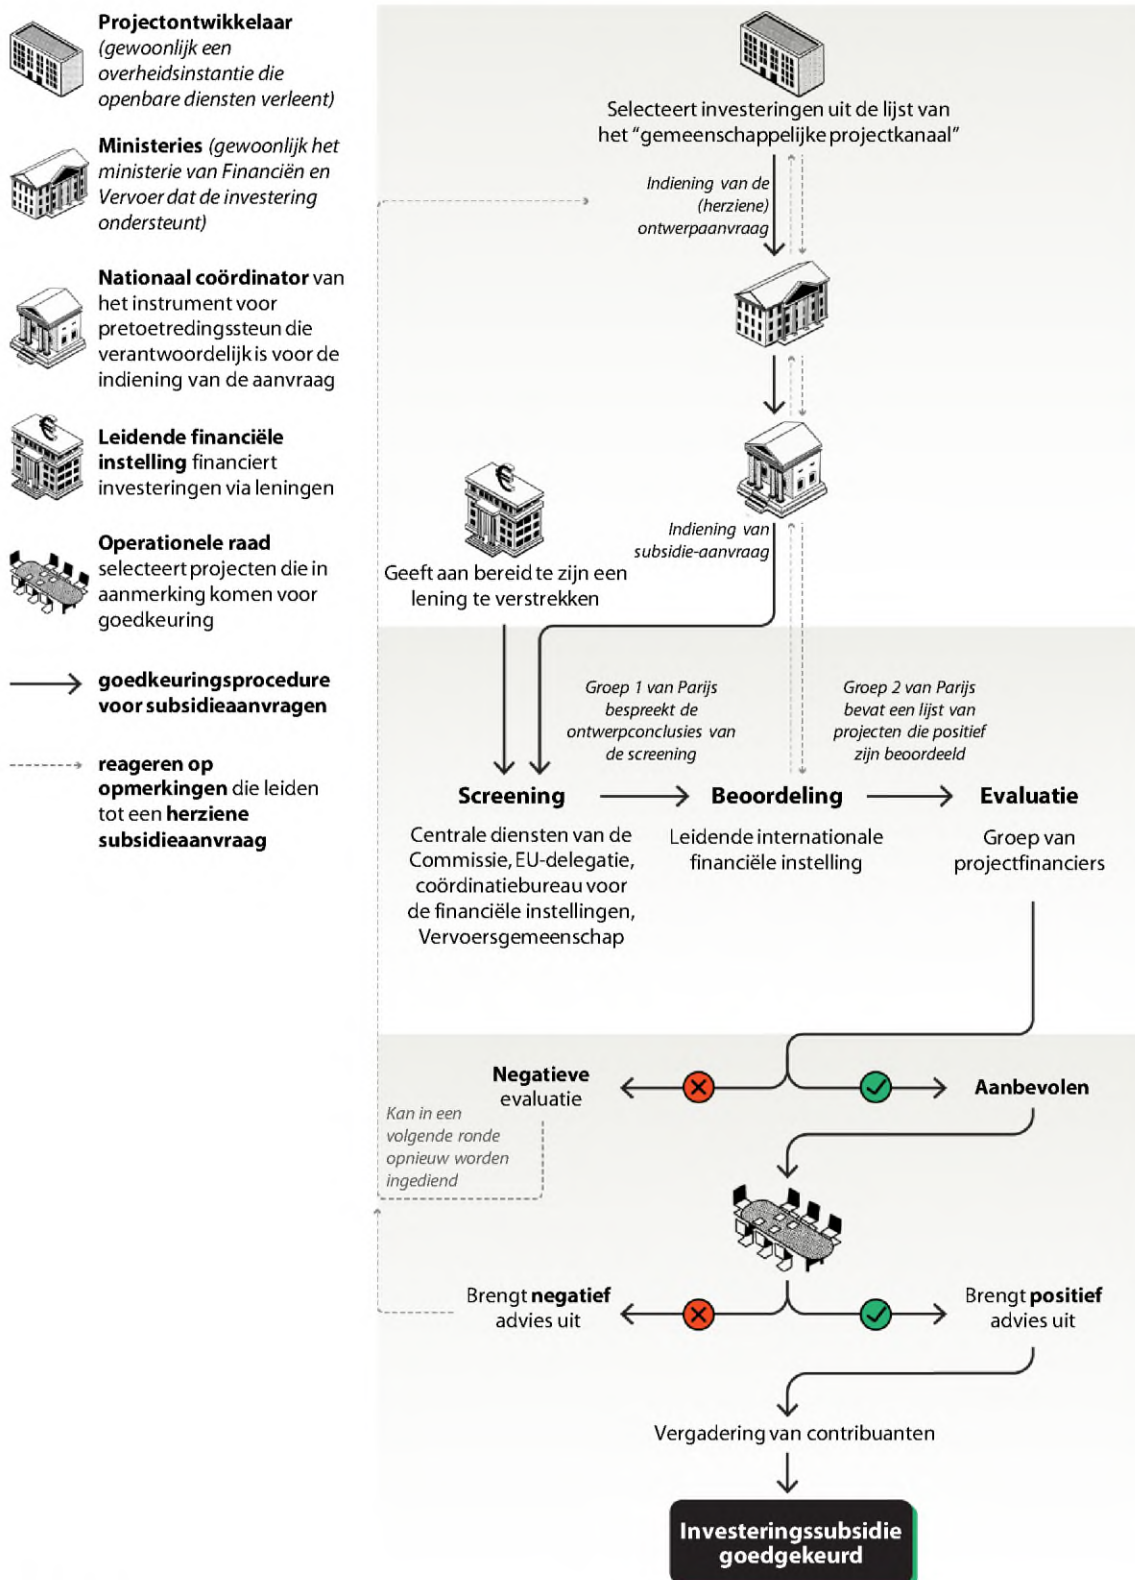 Projectontwikkelaar
(gewoonlijk een
overheidsinstantie die
openbare diensten verleent)
Ministeries (gewoonlijk het
ministerie van Financiën en
Vervoer dat de investering
ondersteunt)
Nationaal coördinator van
het instrument voor
pretoetredingssteun die
verantwoordelijk is voor de
indiening van de aanvraag
Leidende financiële
instelling financiert
investeringen via leningen
Operationele raad
selecteert projecten die in
aanmerking komen voor
goedkeuring
goedkeuringsprocedure
voor subsidieaanvragen
reageren op
opmerkingen die leiden
tot een herziene
subsidieaanvraag
Selecteert investeringen uit de lijst van
het “gemeenschappelijke projectkanaal”
Indiening van de
(herziene)
ontwerpaanvraag
Indiening van
subsidie-aanvraag
€
€
Geeft aan bereid te zijn een
lening te verstrekken
Groep 1 van Parijs
bespreekt de
ontwerpconclusies van
de screening
Groep 2 van Parijs
bevat een lijst van
projecten die positief
zijn beoordeeld
Screening
Centrale diensten van de
Commissie, EU-delegatie,
coördinatiebureau voor
de financiële instellingen,
Vervoersgemeenschap
Beoordeling
Leidende internationale
financiële instelling
Evaluatie
Groep van
projectfinanciers
Negatieve
evaluatie
Aanbevolen
Kan in een
volgende ronde
opnieuw worden
ingediend
Brengt negatief
advies uit
Brengt positief
advies uit
Vergadering van contribuanten
Investeringssubsidie
goedgekeurd